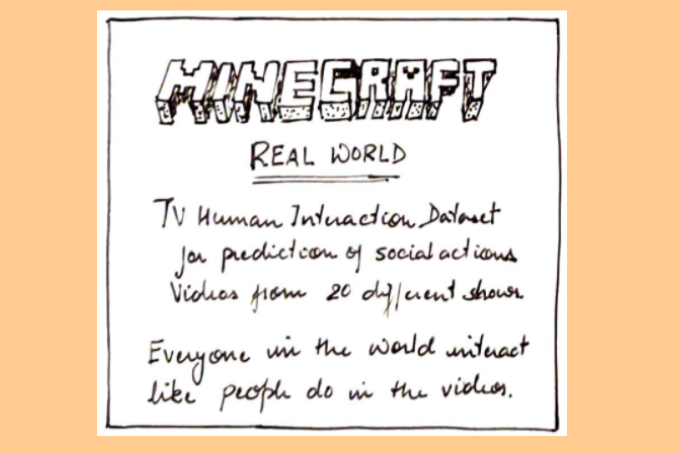 MINECRAFT
REAL WORLD
TV Human Interaction Dataset
for prediction of social actions
Videos from 20 different shows.
Everyone in the world interact
like people do in the videos.